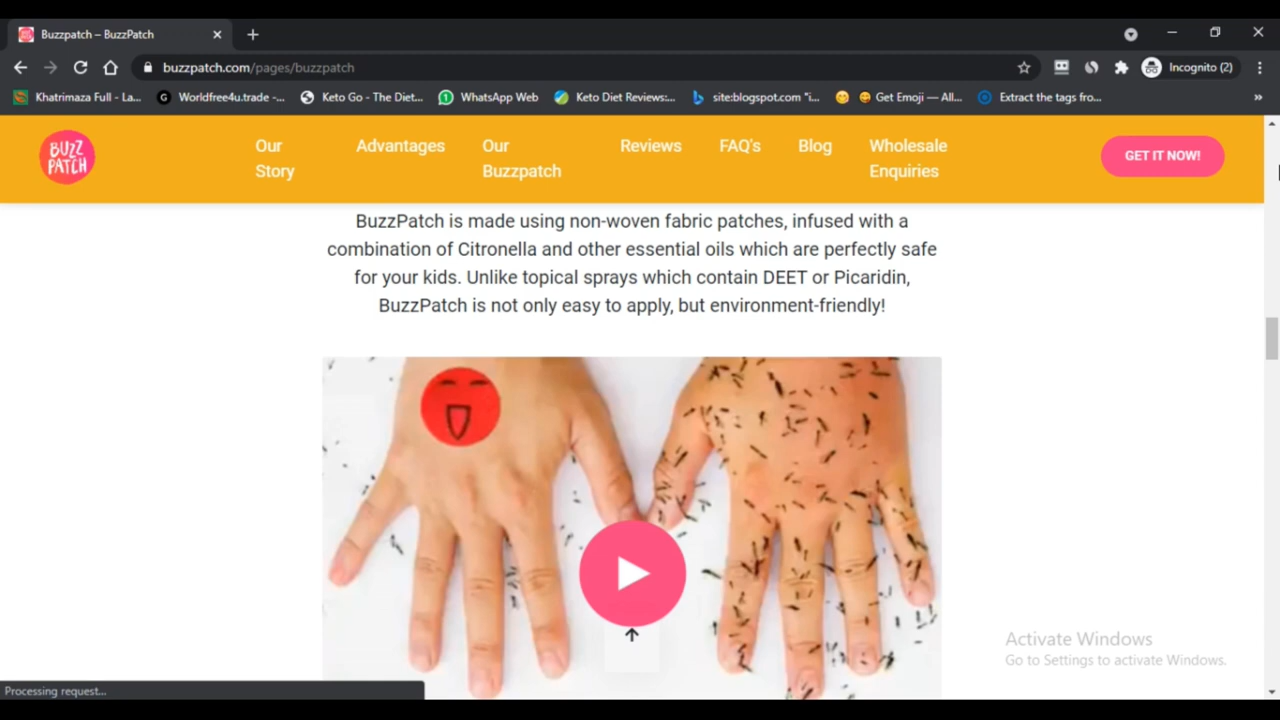 Buzzpatch – BuzzPatch
buzzpatch.com/pages/buzzpatch
Incognito (2)
Khatrimaza Full - La...
G
Worldfree4u.trade -...
Keto Go - The Diet...
WhatsApp Web
Keto Diet Reviews:...
site:blogspot.com "i...
Get Emoji — All...
Extract the tags fro...
BUZZ
PATCH
Our
Story
Advantages
Our
Buzzpatch
Reviews
FAQ's
Blog
Wholesale
Enquiries
GET IT NOW!
BuzzPatch is made using non-woven fabric patches, infused with a
combination of Citronella and other essential oils which are perfectly safe
for your kids. Unlike topical sprays which contain DEET or Picaridin,
BuzzPatch is not only easy to apply, but environment-friendly!
Activate Windows
Go to Settings to activate Windows.
Processing request...